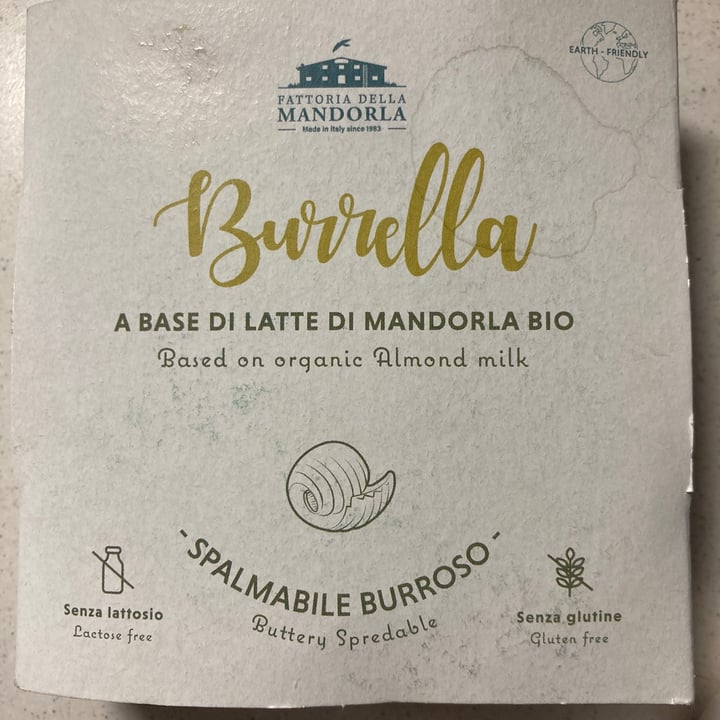 EARTH - FRIENDLY
FATTORIA DELLA
MANDORLA
Made in Italy since 1983
Burrella
A BASE DI LATTE DI MANDORLA BIO
Based on organic Almond milk
- SPALMABILE BURROSO -
Buttery Spredable
Senza lattosio
Lactose free
Senza glutine
Gluten free